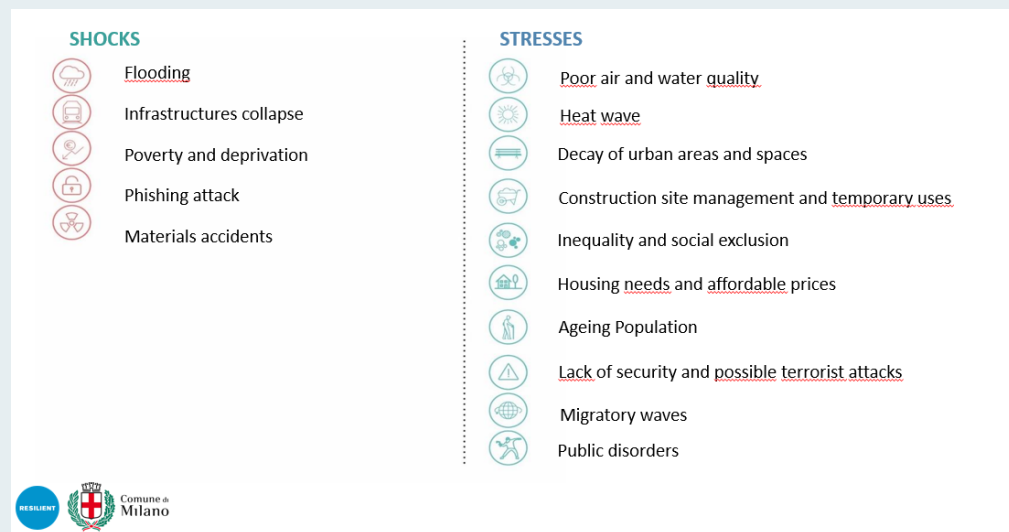 SHOCKS
Flooding
Infrastructures collapse
Poverty and deprivation
Phishing attack
Materials accidents
STRESSES
Poor air and water quality
Heat wave
Decay of urban areas and spaces
Construction site management and temporary uses
Inequality and social exclusion
Housing needs and affordable prices
Ageing Population
Lack of security and possible terrorist attacks
Migratory waves
Public disorders
RESILIENT
Comune di
Milano